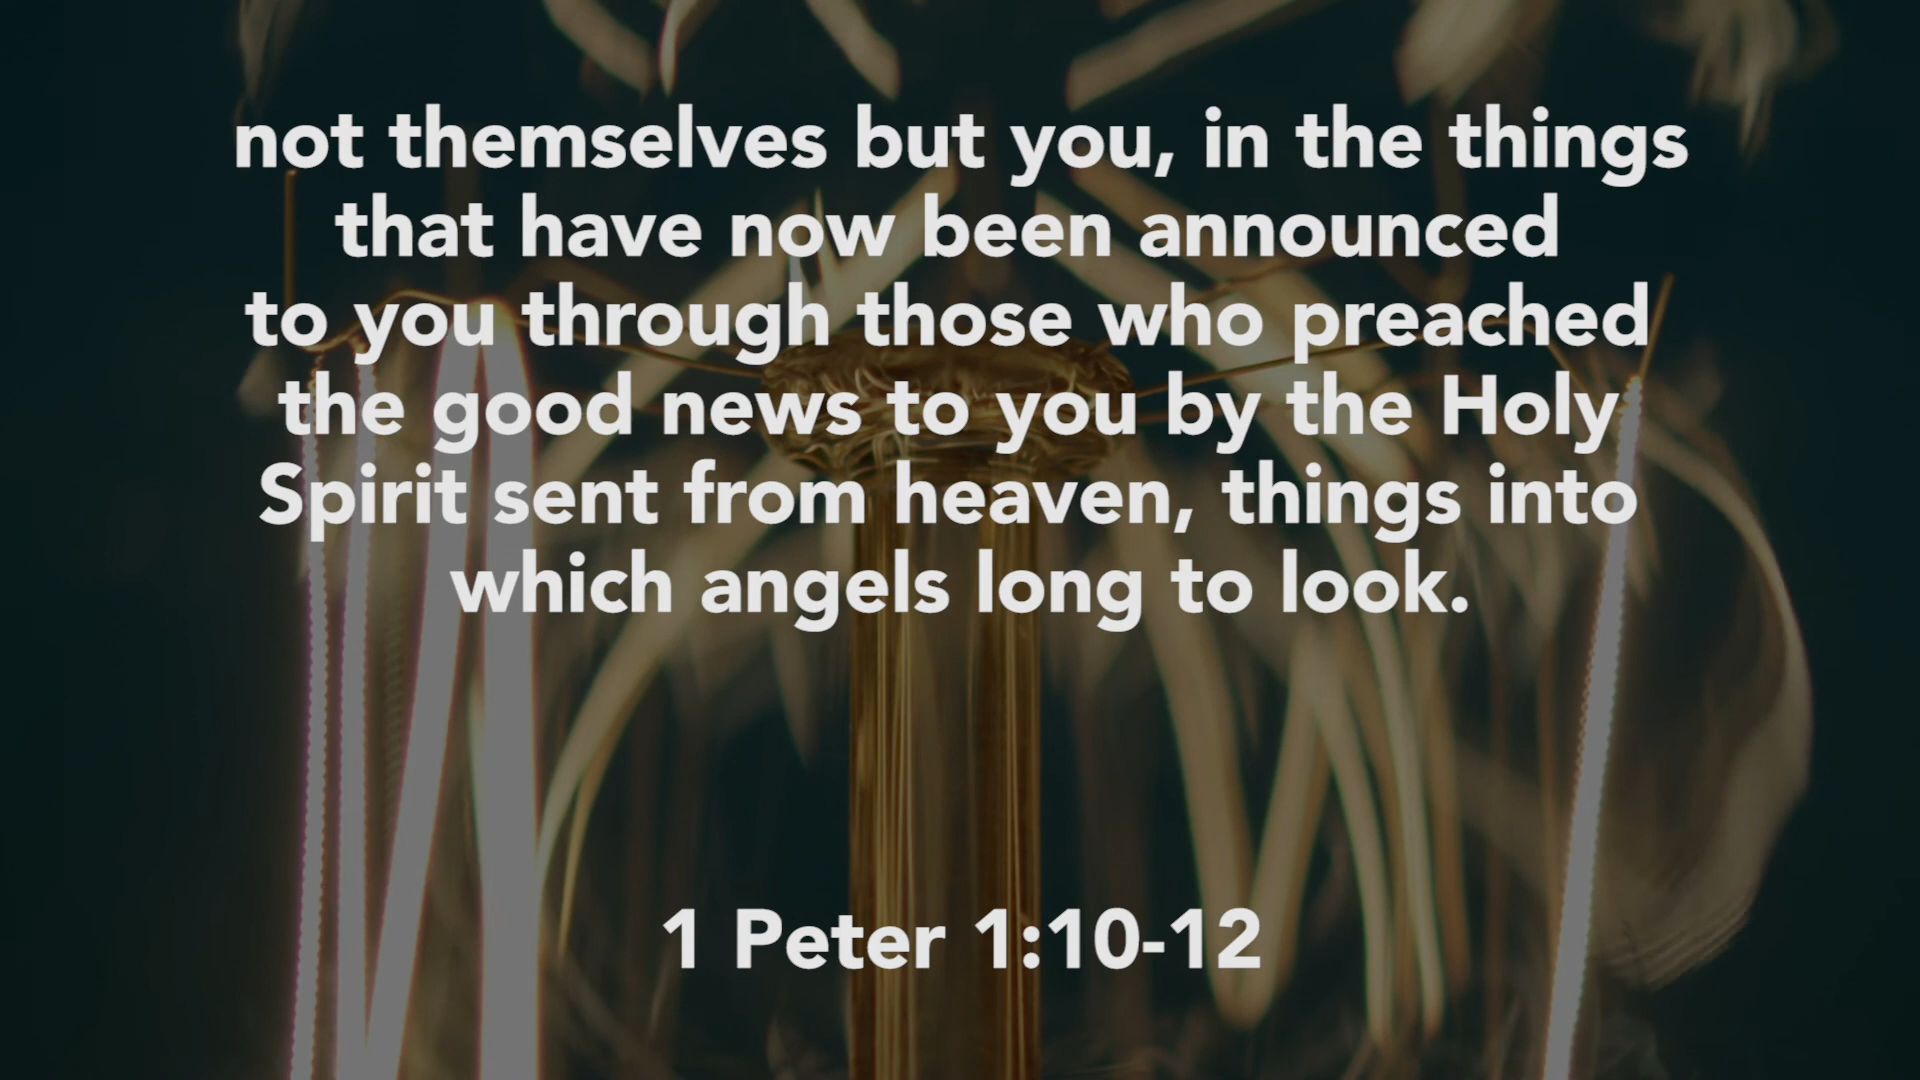 not themselves but you, in the things
that have now been announced
to you through those who preached
the good news to you by the Holy
Spirit sent from heaven, things into
which angels long to look.
1 Peter 1:10-12